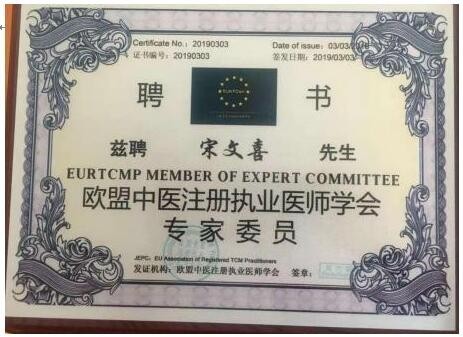 Certificate No.: 20190303
Date of issue: 03/03/2019
证书编号: 20190303
签发日期: 2019/03/03
聘 EURTCMP 书
兹聘 宋文喜 先生
EURTCMP MEMBER OF EXPERT COMMITTEE
欧盟中医注册执业医师学会
专家委员
JEPC: EU Association of Registered TCM Practitioners
发证机构: 欧盟中医注册执业医师学会 签章: